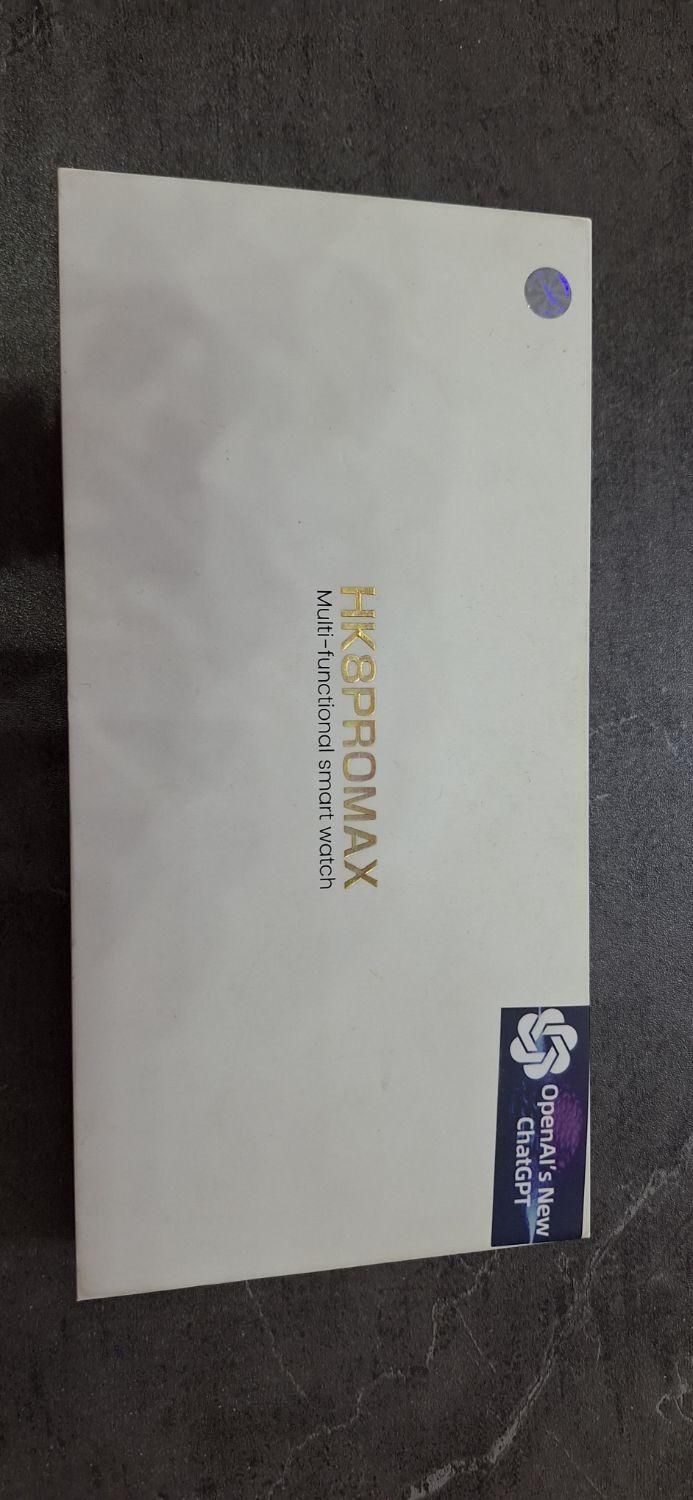 HK8PROMAX
Multi-functional smart watch
OpenAI's New
ChatGPT